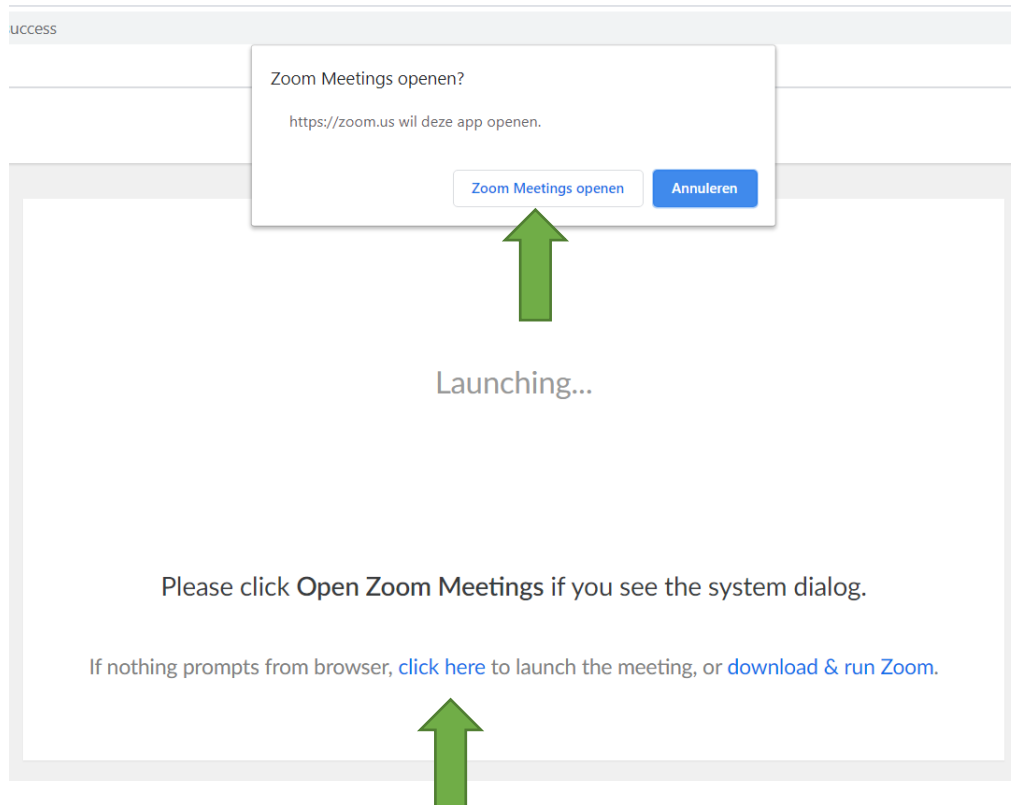 uccess
Zoom Meetings openen?
https://zoom.us wil deze app openen.
Zoom Meetings openen
Annuleren
Launching...
Please click Open Zoom Meetings if you see the system dialog.
If nothing prompts from browser, click here to launch the meeting, or download & run Zoom.